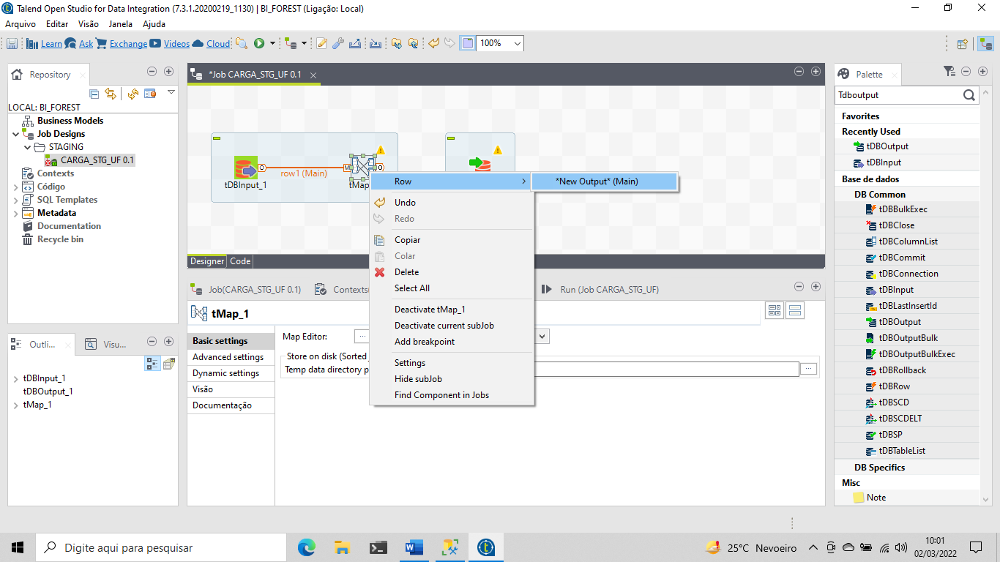 Talend Open Studio for Data Integration (7.3.1.20200219_1130) | BI_FOREST (Ligação: Local)
Arquivo Editar Visão Janela Ajuda
Learn Ask Exchange Videos Cloud 100%
Repository
LOCAL: BI_FOREST
Business Models
Job Designs
STAGING
CARGA_STG_UF 0.1
Contexts
Código
SQL Templates
Metadata
Documentation
Recycle bin
Outli...
Visu...
tDBInput_1
tDBOutput_1
tMap_1
*Job CARGA_STG_UF 0.1
row1 (Main)
tDBInput_1
tMap
Row
*New Output* (Main)
Undo
Redo
Copiar
Colar
Delete
Select All
Deactivate tMap_1
Deactivate current subJob
Add breakpoint
Settings
Hide subJob
Find Component in Jobs
Designer Code
Job(CARGA_STG_UF 0.1)
Contexts
Run (Job CARGA_STG_UF)
tMap_1
Basic settings
Advanced settings
Dynamic settings
Visão
Documentação
Map Editor:
Store on disk (Sorted
Temp data directory p
Palette
Tdboutput
Favorites
Recently Used
tDBOutput
tDBInput
Base de dados
DB Common
tDBBulkExec
tDBClose
tDBColumnList
tDBCommit
tDBConnection
tDBInput
tDBLastInsertId
tDBOutput
tDBOutputBulk
tDBOutputBulkExec
tDBRollback
tDBRow
tDBSCD
tDBSCDELT
tDBSP
tDBTableList
DB Specifics
Misc
Note
Digite aqui para pesquisar
25°C Nevoeiro
10:01
02/03/2022